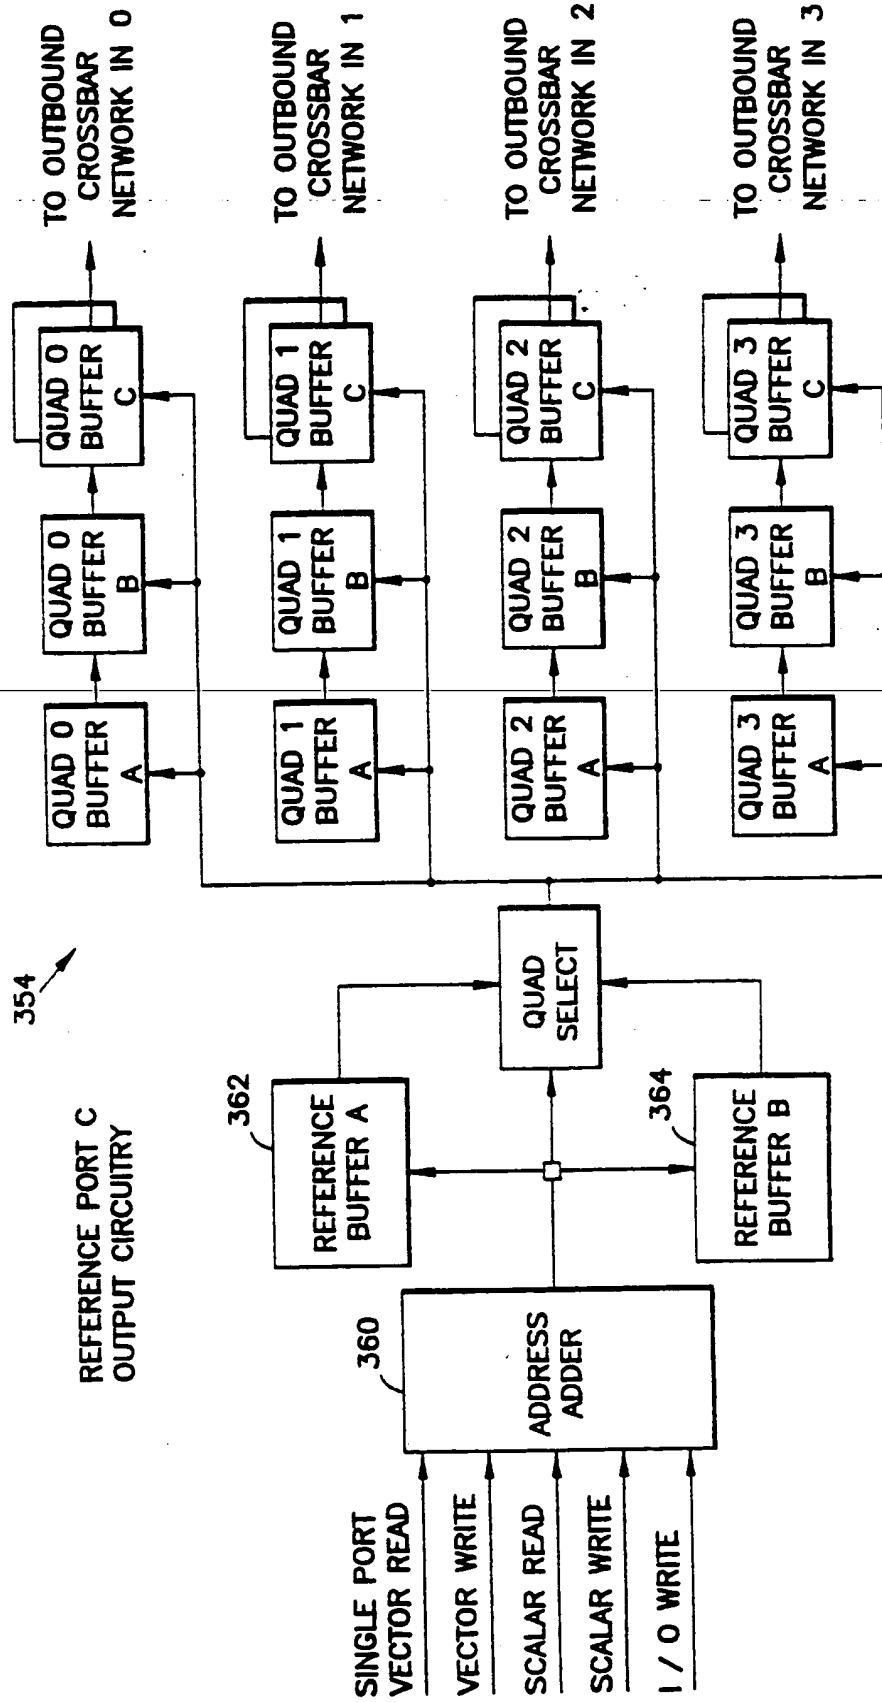 REFERENCE PORT C
OUTPUT CIRCUITRY
354
SINGLE PORT
VECTOR READ
VECTOR WRITE
SCALAR READ
SCALAR WRITE
I / O WRITE
360
ADDRESS
ADDER
362
REFERENCE
BUFFER A
364
REFERENCE
BUFFER B
QUAD
SELECT
QUAD 0
BUFFER
A
QUAD 0
BUFFER
B
QUAD 0
BUFFER
C
TO OUTBOUND
CROSSBAR
NETWORK IN 0
QUAD 1
BUFFER
A
QUAD 1
BUFFER
B
QUAD 1
BUFFER
C
TO OUTBOUND
CROSSBAR
NETWORK IN 1
QUAD 2
BUFFER
A
QUAD 2
BUFFER
B
QUAD 2
BUFFER
C
TO OUTBOUND
CROSSBAR
NETWORK IN 2
QUAD 3
BUFFER
A
QUAD 3
BUFFER
B
QUAD 3
BUFFER
C
TO OUTBOUND
CROSSBAR
NETWORK IN 3